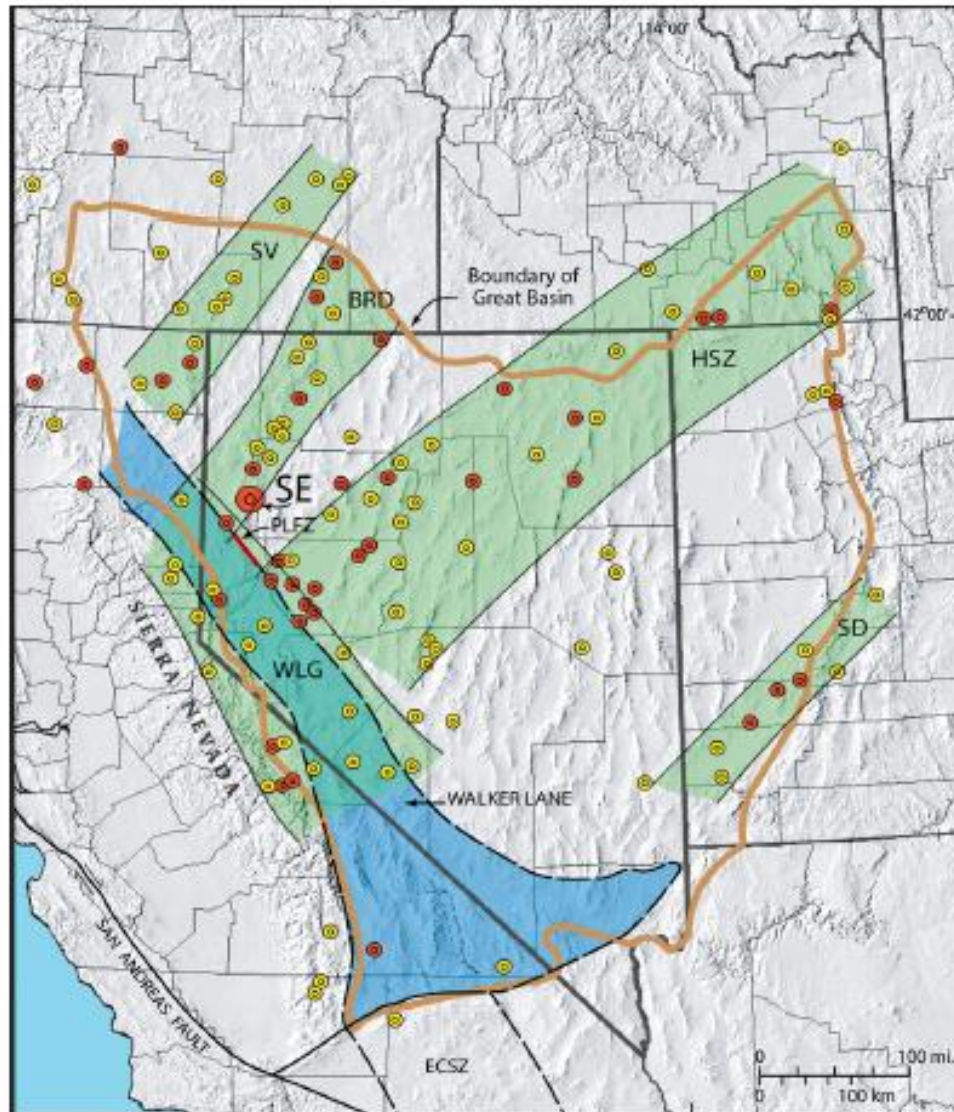 114°00'
SV
BRD
Boundary of
Great Basin
42°00'
HSZ
SE
PLFZ
SIERRA NEVADA
WLG
SD
WALKER LANE
SAN ANDREAS FAULT
ECSZ
0 100 mi.
0 100 km